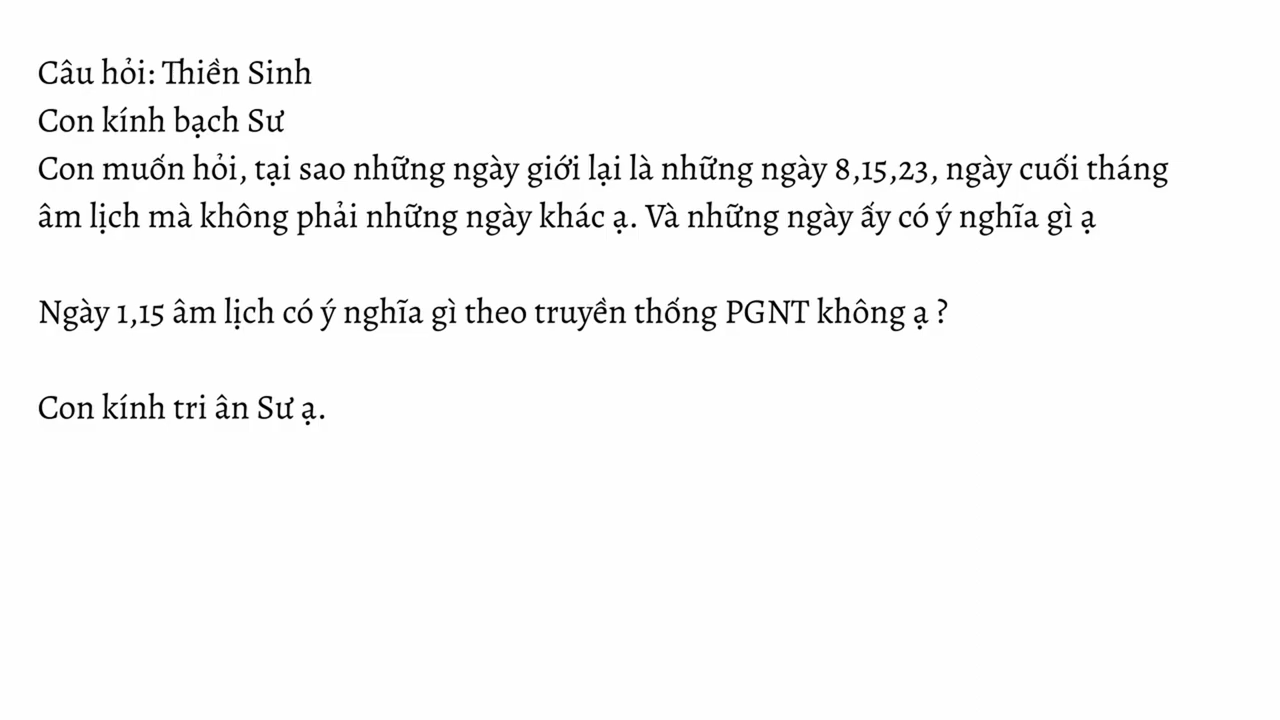 Câu hỏi: Thiền Sinh
Con kính bạch Sư
Con muốn hỏi, tại sao những ngày giới lại là những ngày 8,15,23, ngày cuối tháng
âm lịch mà không phải những ngày khác ạ. Và những ngày ấy có ý nghĩa gì ạ
Ngày 1,15 âm lịch có ý nghĩa gì theo truyền thống PGNT không ạ ?
Con kính tri ân Sư ạ.